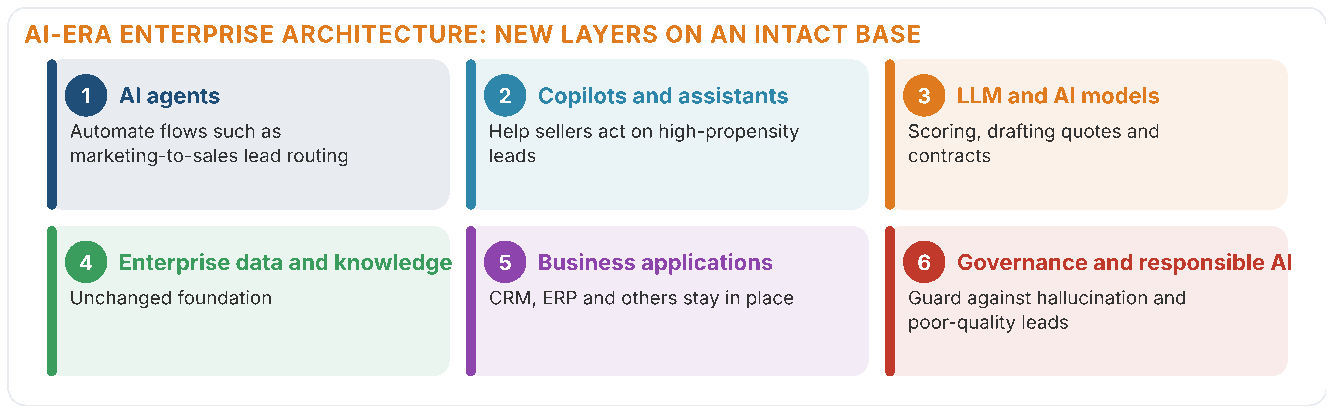 AI-ERA ENTERPRISE ARCHITECTURE: NEW LAYERS ON AN INTACT BASE
1 AI agents
Automate flows such as
marketing-to-sales lead routing
2 Copilots and assistants
Help sellers act on high-propensity
leads
3 LLM and AI models
Scoring, drafting quotes and
contracts
4 Enterprise data and knowledge
Unchanged foundation
5 Business applications
CRM, ERP and others stay in place
6 Governance and responsible AI
Guard against hallucination and
poor-quality leads